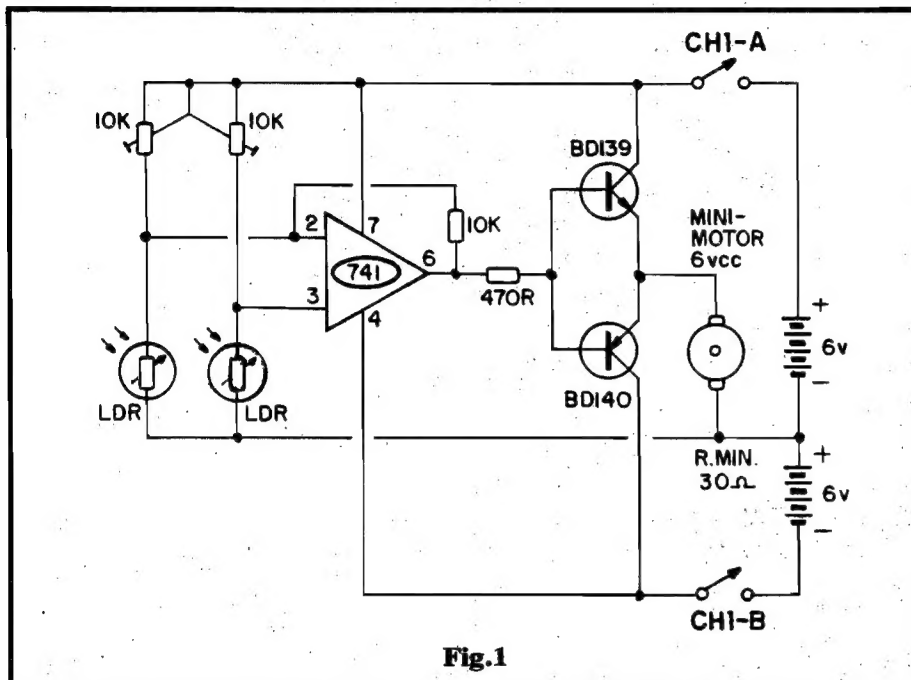 CH1-A
10K
10K
BD139
MINI-
MOTOR
6vcc
10K
2
7
741
6
3
4
470R
+
6v
-
LDR
LDR
BD140
R.MIN.
30Ω
+
6v
-
CH1-B
Fig.1